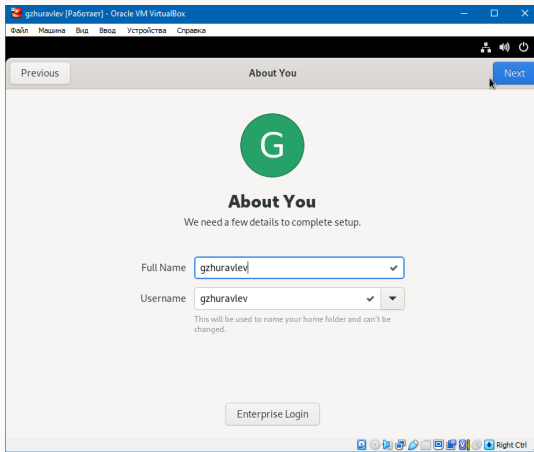 gzhuravlev [Работает] - Oracle VM VirtualBox
Файл Машина Вид Ввод Устройства Справка
Previous About You Next
G
About You
We need a few details to complete setup.
Full Name gzhuravlev
Username gzhuravlev
This will be used to name your home folder and can't be
changed.
Enterprise Login
Right Ctrl